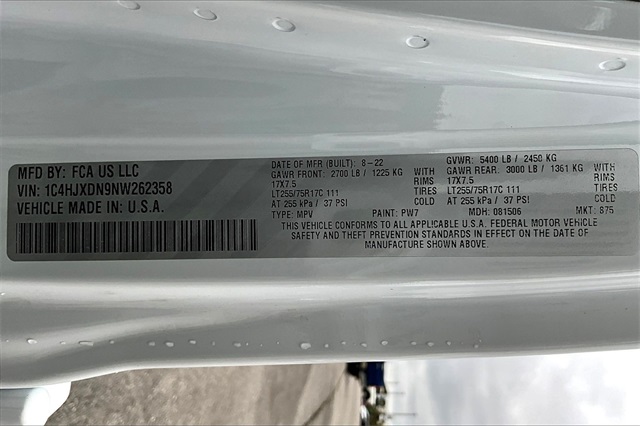 MFD BY: FCA US LLC
VIN: 1C4HJXDN9NW262358
VEHICLE MADE IN: U.S.A.
DATE OF MFR (BUILT): 8-22
GVWR: 5400 LB / 2450 KG
GAWR FRONT: 2700 LB / 1225 KG WITH
17X7.5 RIMS
LT255/75R17C 111 TIRES
AT 255 kPa / 37 PSI COLD
GAWR REAR: 3000 LB / 1361 KG WITH
17X7.5 RIMS
LT255/75R17C 111 TIRES
AT 255 kPa / 37 PSI COLD
TYPE: MPV PAINT: PW7 MDH: 081506 MKT:
THIS VEHICLE CONFORMS TO ALL APPLICABLE U.S.A. FEDERAL MOTOR VEHICLE
SAFETY AND THEFT PREVENTION STANDARDS IN EFFECT ON THE DATE OF
MANUFACTURE SHOWN ABOVE.